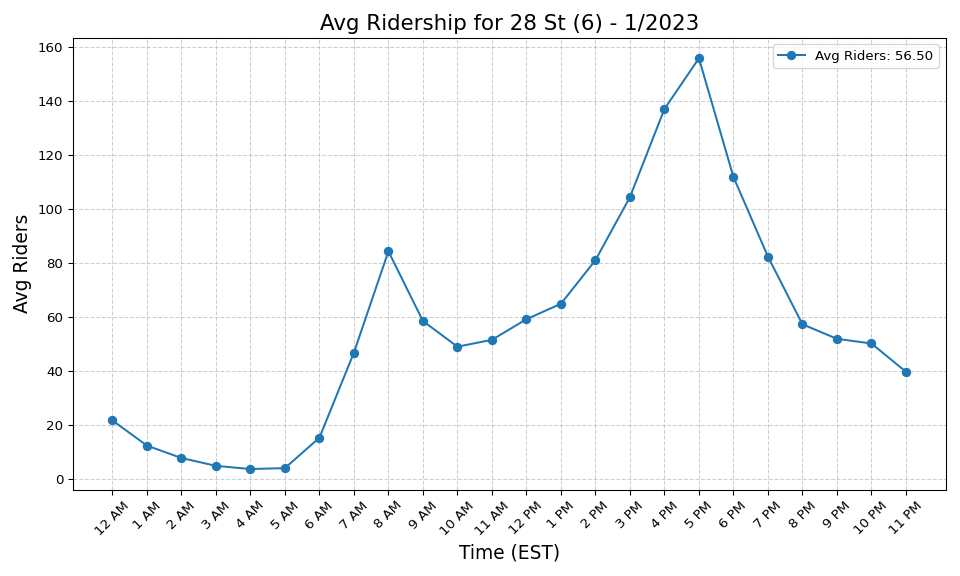 Avg Ridership for 28 St (6) - 1/2023
Avg Riders: 56.50
160
140
120
100
80
60
40
20
0
Avg Riders
12 AM 1 AM 2 AM 3 AM 4 AM 5 AM 6 AM 7 AM 8 AM 9 AM 10 AM 11 AM 12 PM 1 PM 2 PM 3 PM 4 PM 5 PM 6 PM 7 PM 8 PM 9 PM 10 PM 11 PM
Time (EST)